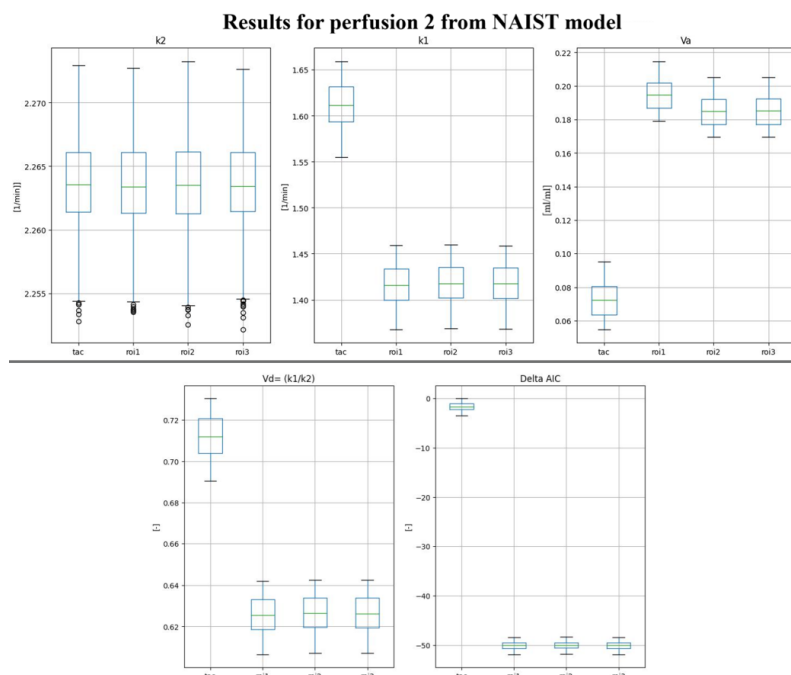 Results for perfusion 2 from NAIST model
k2
k1
Va
[1/min]]
2.270
2.265
2.260
2.255
tac roi1 roi2 roi3
[1/min]
1.65
1.60
1.55
1.50
1.45
1.40
tac roi1 roi2 roi3
[ml/ml]
0.22
0.20
0.18
0.16
0.14
0.12
0.10
0.08
0.06
tac roi1 roi2 roi3
Vd= (k1/k2)
Delta AIC
[-]
0.72
0.70
0.68
0.66
0.64
0.62
[-]
0
−10
−20
−30
−40
−50